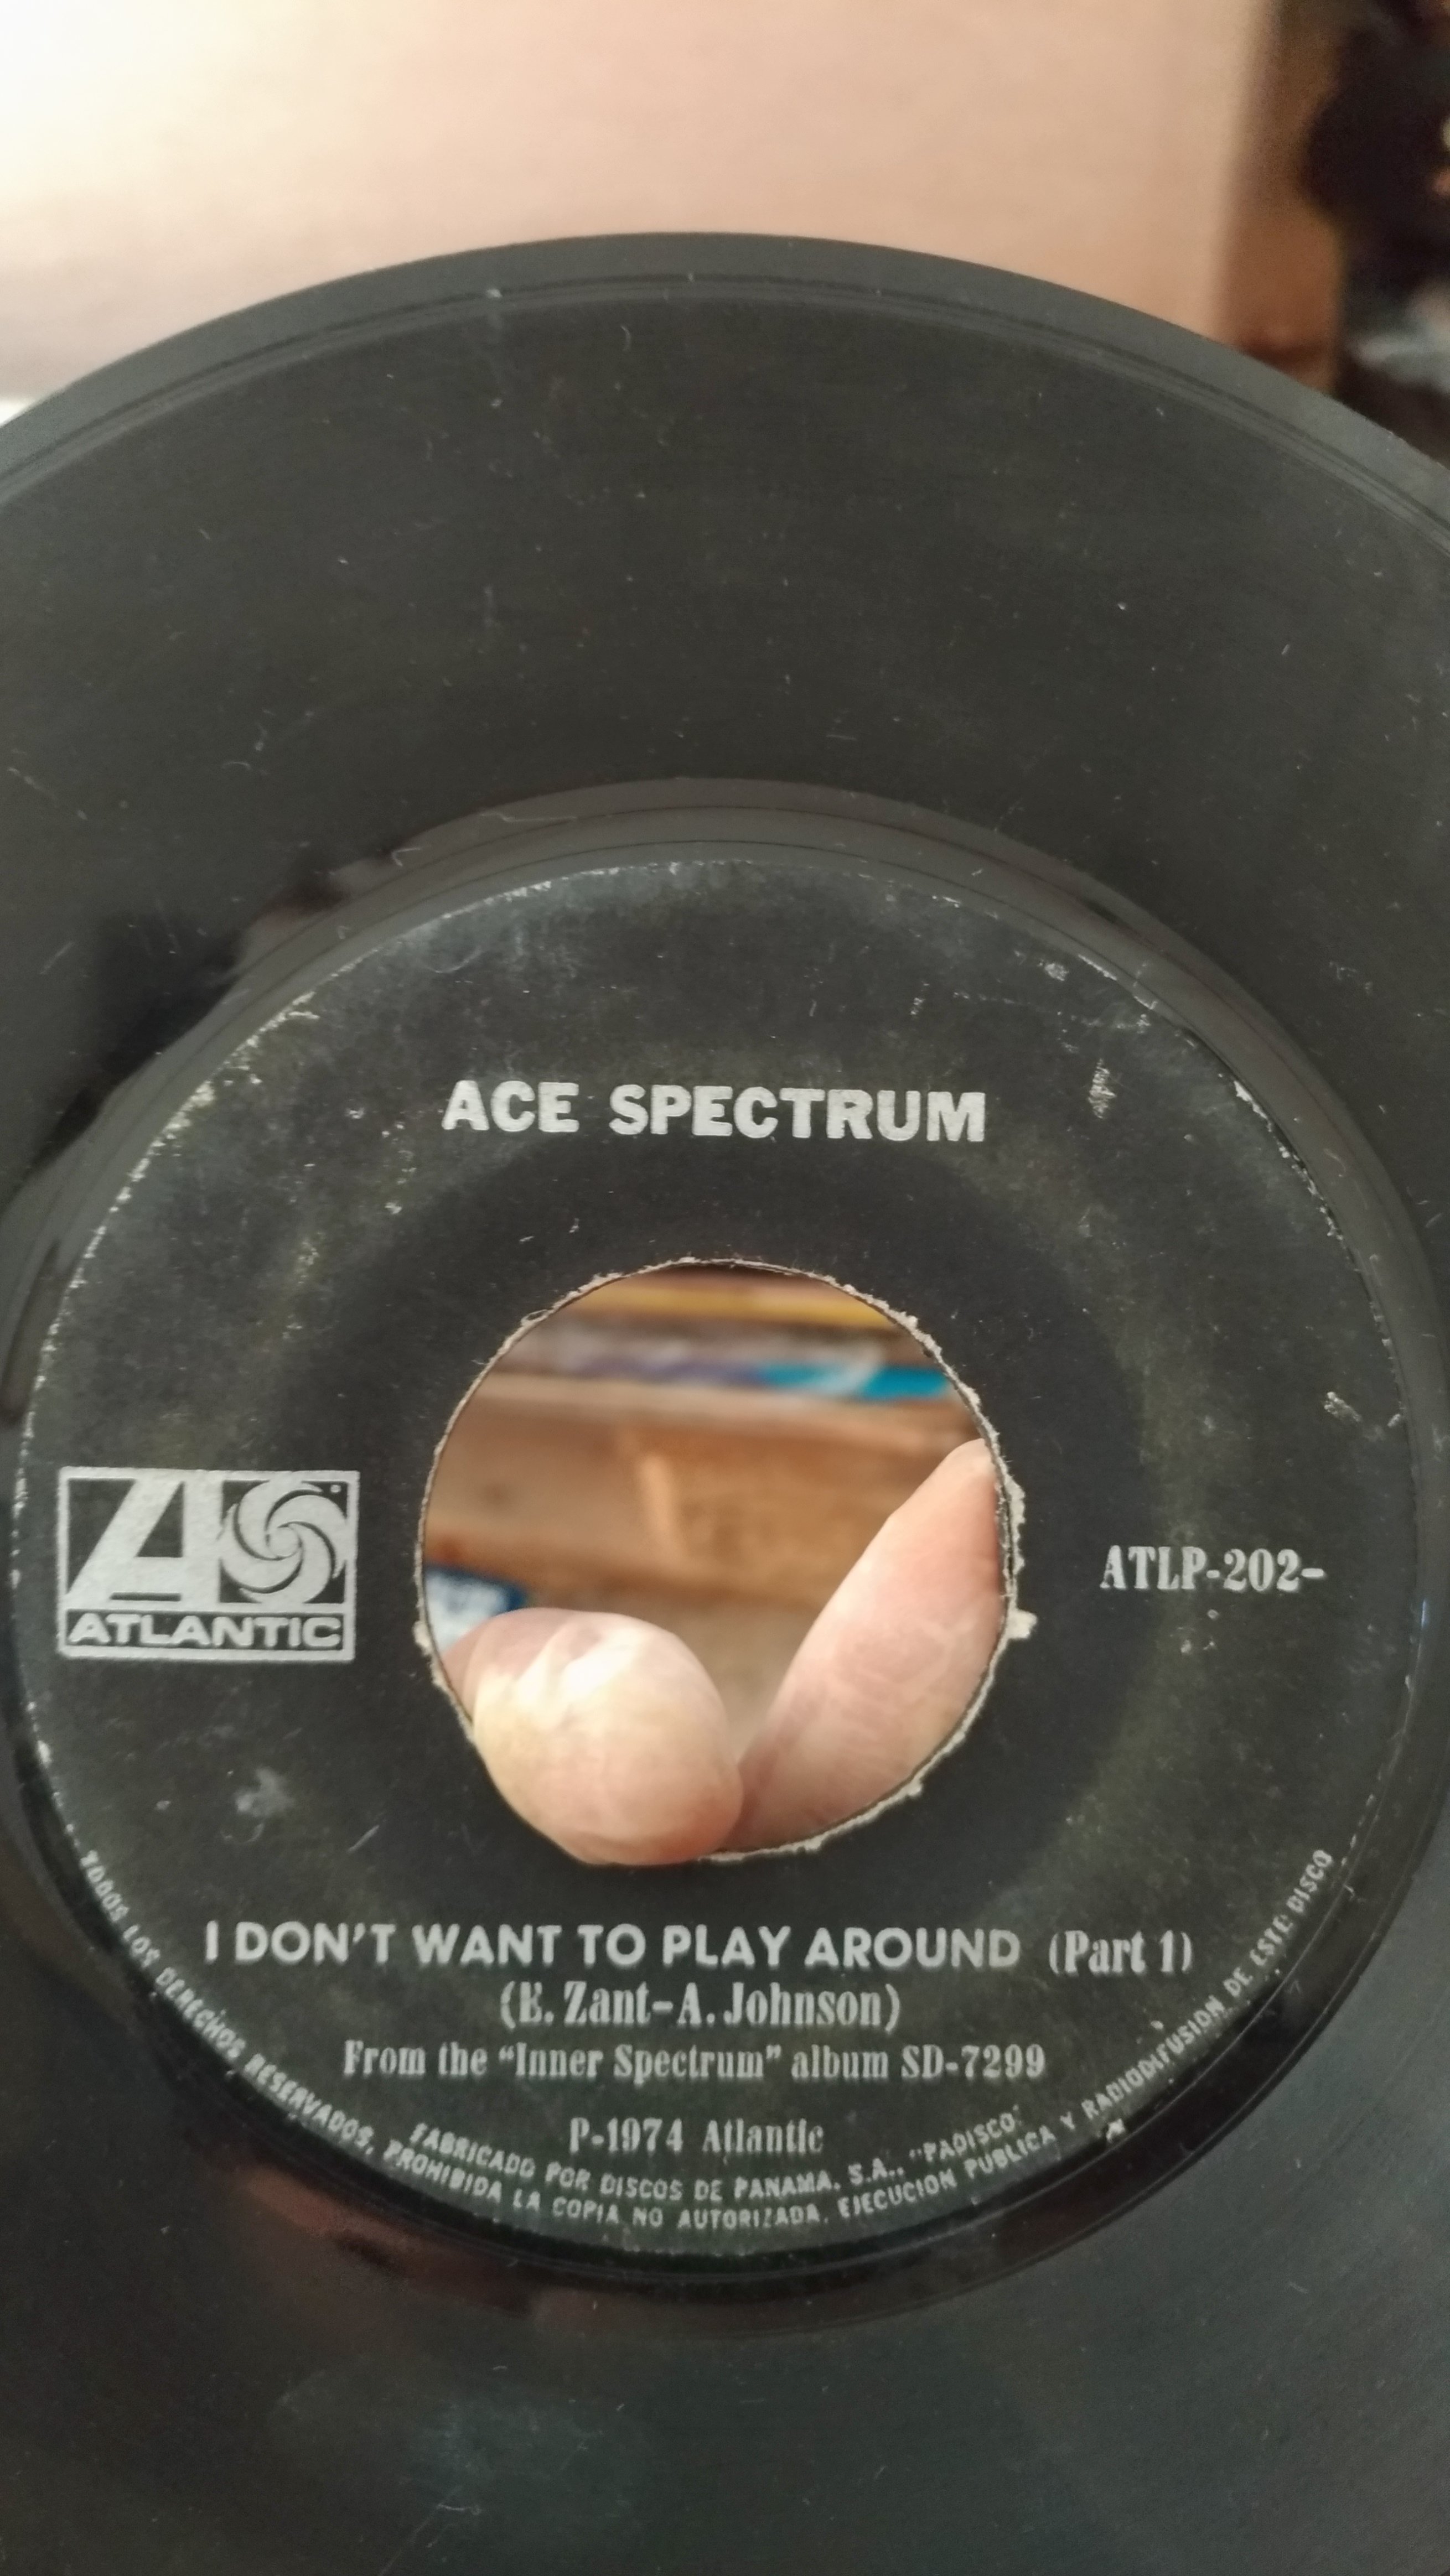 ACE SPECTRUM
ATLANTIC
ATLP-202-
I DON'T WANT TO PLAY AROUND (Part 1)
(E. Zant-A. Johnson)
From the "Inner Spectrum" album SD-7299
P-1974 Atlantic
FABRICADO POR DISCOS DE PANAMA, S.A., "PADISCO"
TODOS LOS DERECHOS RESERVADOS, PROHIBIDA LA COPIA NO AUTORIZADA, EJECUCION PUBLICA Y RADIODIFUSION DE ESTE DISCO